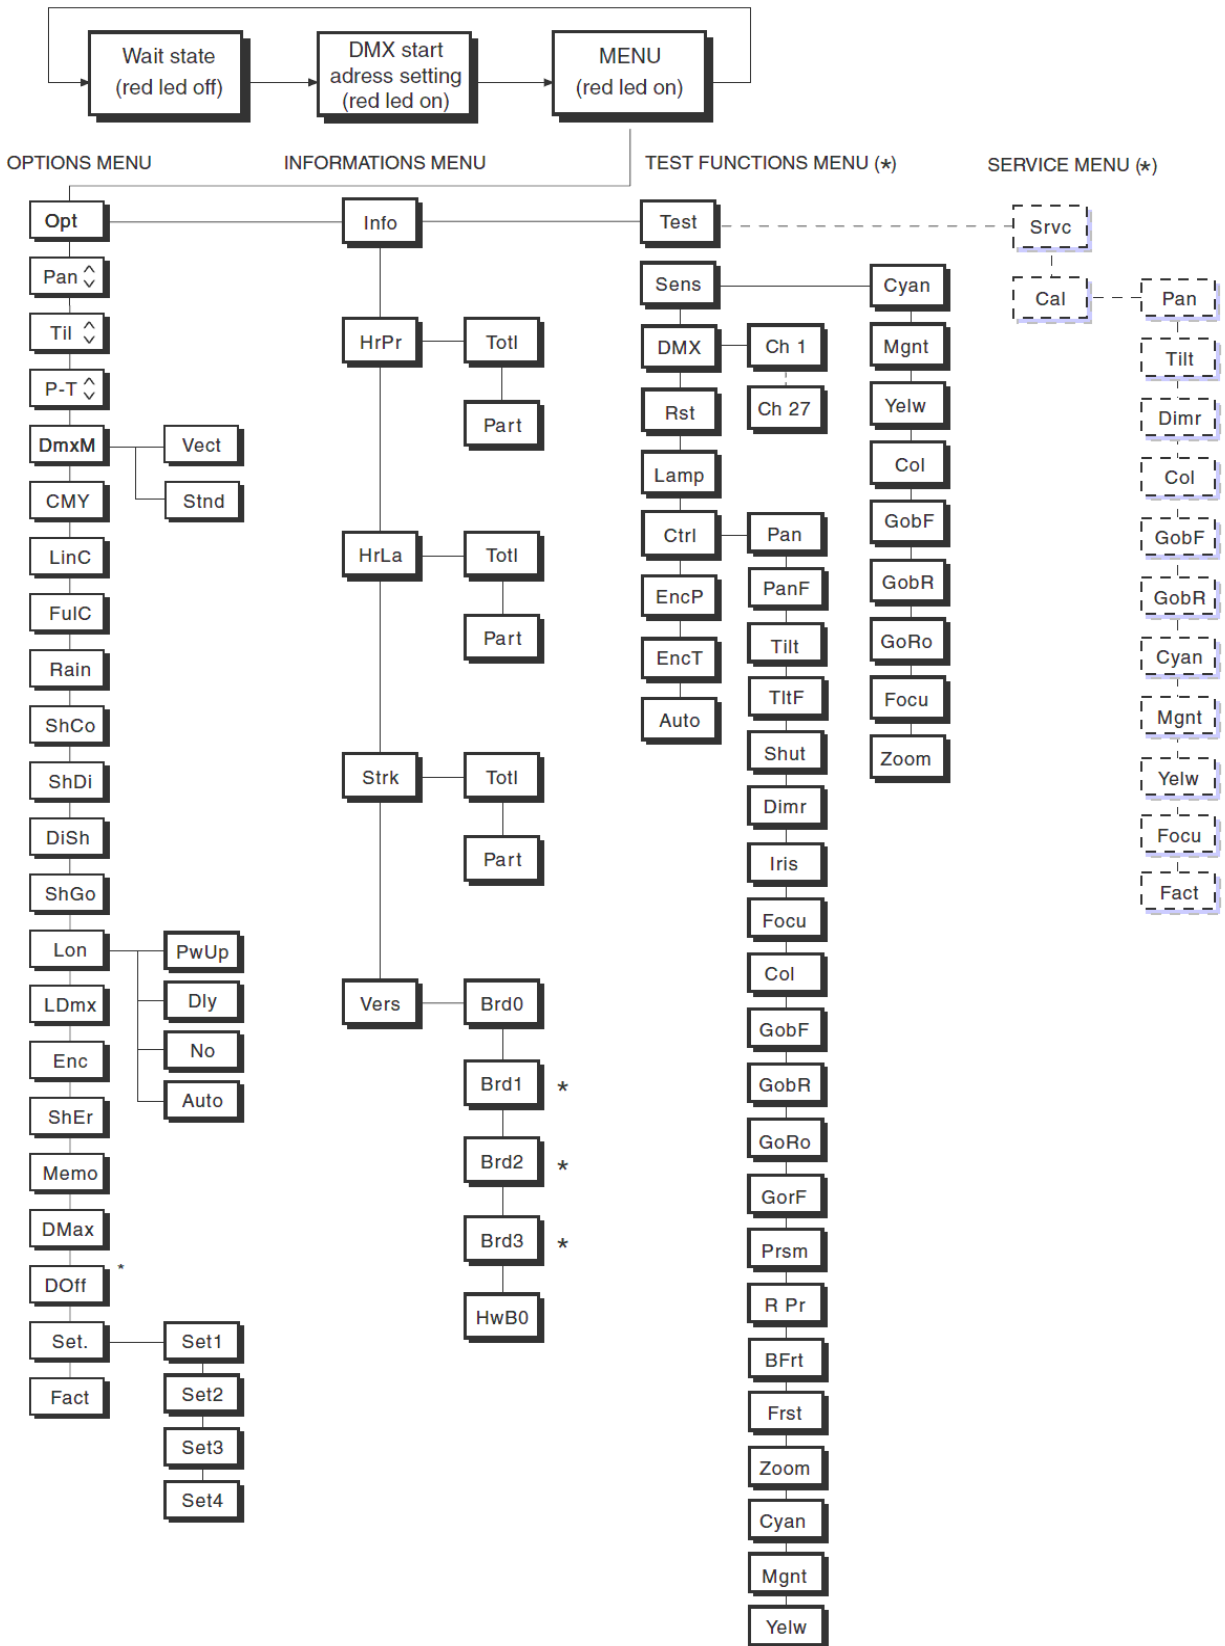 Wait state
(red led off)
DMX start
adress setting
(red led on)
MENU
(red led on)
OPTIONS MENU
INFORMATIONS MENU
TEST FUNCTIONS MENU (*)
SERVICE MENU (*)
Opt
Pan
Til
P-T
DmxM
Vect
Stnd
CMY
LinC
FulC
Rain
ShCo
ShDi
DiSh
ShGo
Lon
PwUp
Dly
No
Auto
LDmx
Enc
ShEr
Memo
DMax
DOff *
Set.
Set1
Set2
Set3
Set4
Fact
Info
HrPr
Totl
Part
HrLa
Totl
Part
Strk
Totl
Part
Vers
Brd0
Brd1 *
Brd2 *
Brd3 *
HwB0
Test
Sens
Cyan
Mgnt
Yelw
Col
GobF
GobR
GoRo
Focu
Zoom
DMX
Ch 1
Ch 27
Rst
Lamp
Ctrl
Pan
PanF
Tilt
TltF
Shut
Dimr
Iris
Focu
Col
GobF
GobR
GoRo
GorF
Prsm
R Pr
BFrt
Frst
Zoom
Cyan
Mgnt
Yelw
EncP
EncT
Auto
Srvc
Cal
Pan
Tilt
Dimr
Col
GobF
GobR
Cyan
Mgnt
Yelw
Focu
Fact